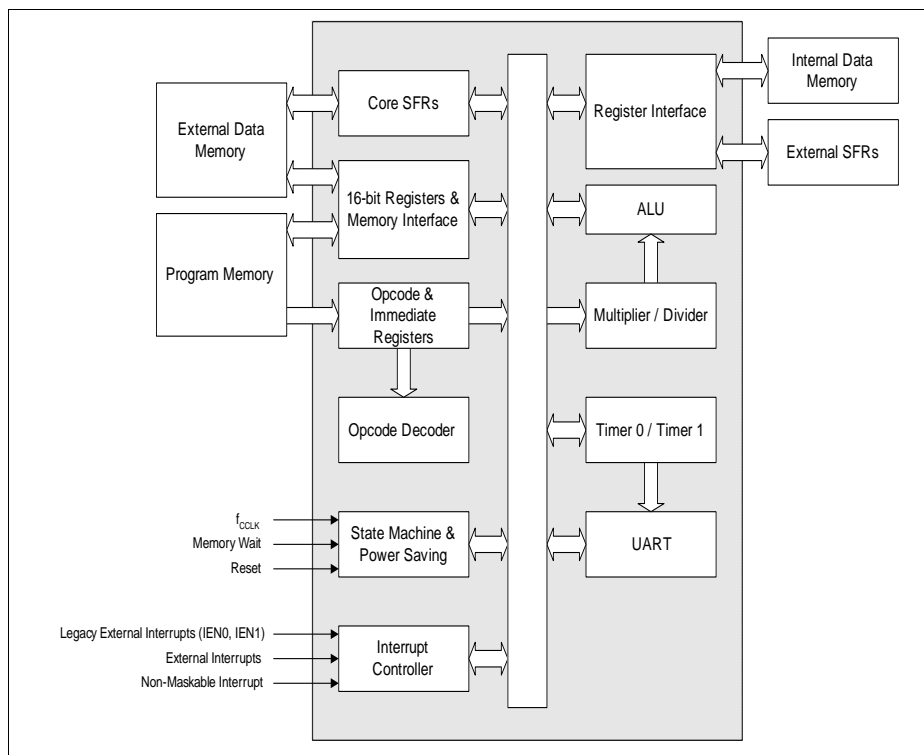 Core SFRs
Register Interface
Internal Data
Memory
External Data
Memory
External SFRs
16-bit Registers &
Memory Interface
ALU
Program Memory
Opcode &
Immediate
Registers
Multiplier / Divider
Opcode Decoder
Timer 0 / Timer 1
fCCLK
Memory Wait
Reset
State Machine &
Power Saving
UART
Legacy External Interrupts (IEN0, IEN1)
External Interrupts
Non-Maskable Interrupt
Interrupt
Controller